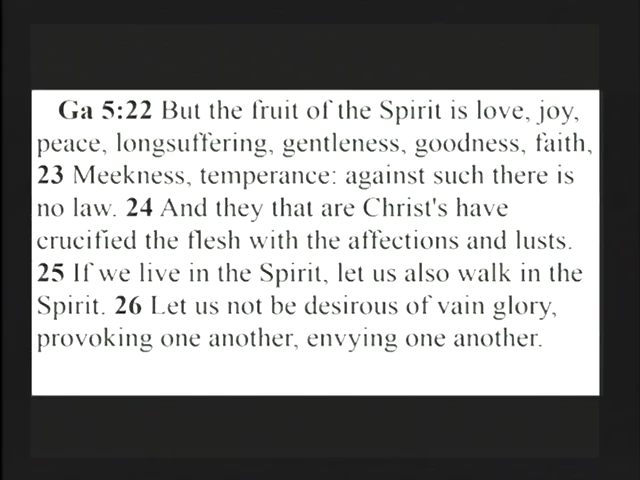 Ga 5:22 But the fruit of the Spirit is love, joy,
peace, longsuffering, gentleness, goodness, faith,
23 Meekness, temperance: against such there is
no law. 24 And they that are Christ's have
crucified the flesh with the affections and lusts.
25 If we live in the Spirit, let us also walk in the
Spirit. 26 Let us not be desirous of vain glory,
provoking one another, envying one another.